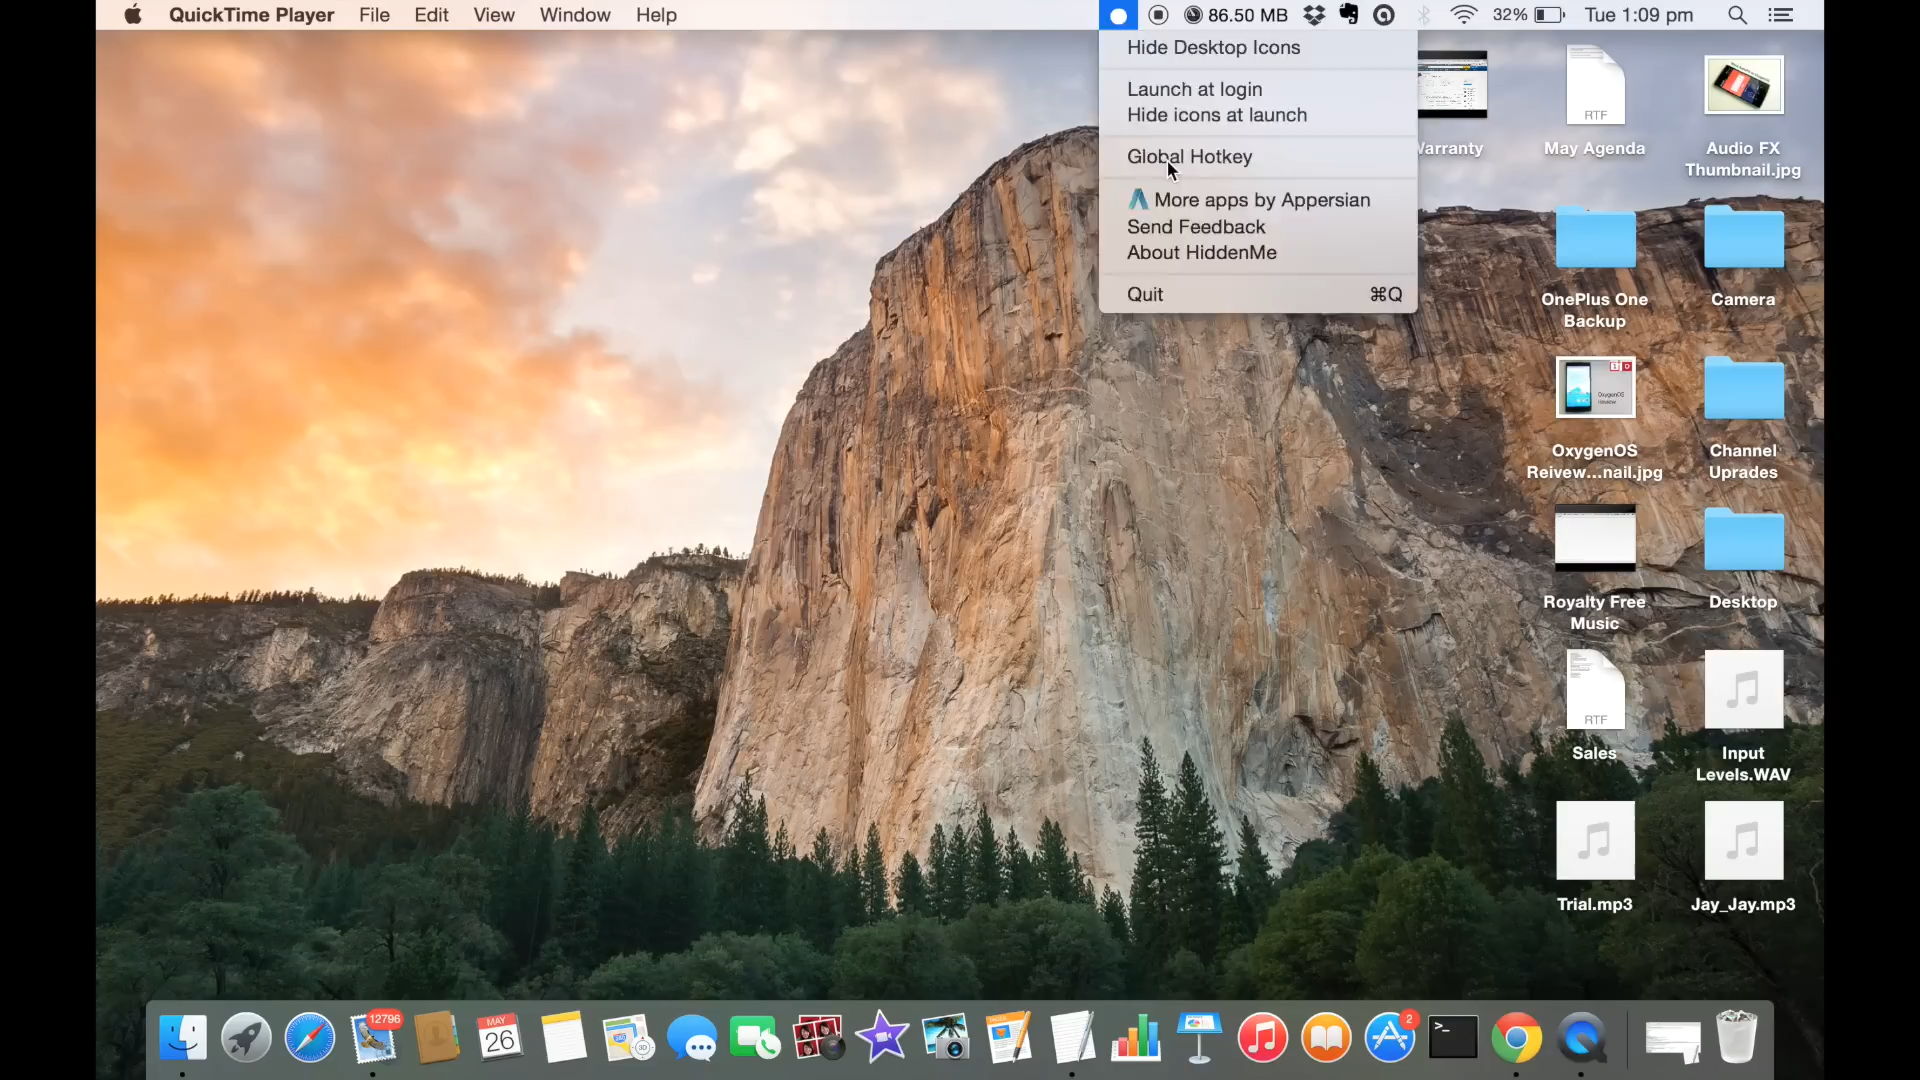 QuickTime Player File Edit View Window Help 86.50 MB 32% Tue 1:09 pm
Hide Desktop Icons
Launch at login
Hide icons at launch
Global Hotkey
More apps by Appersian
Send Feedback
About HiddenMe
Quit ⌘Q
Warranty
RTF
May Agenda
Audio FX
Thumbnail.jpg
OnePlus One
Backup
Camera
OxygenOS
Reivew...nail.jpg
Channel
Uprades
Royalty Free
Music
Desktop
RTF
Sales
Input
Levels.WAV
Trial.mp3
Jay_Jay.mp3
12796
MAY
26
3D
2
>_